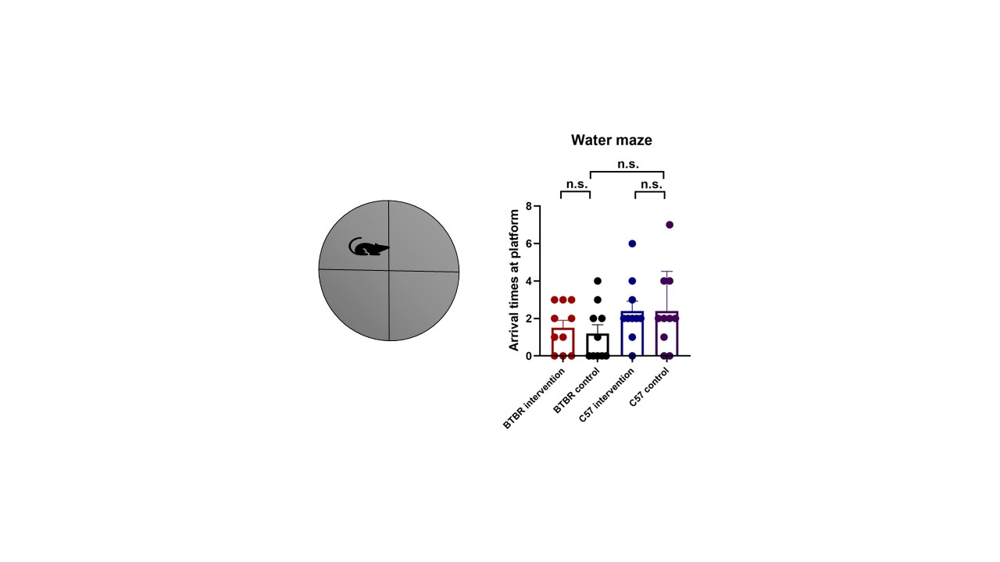 Water maze
n.s.
n.s.
n.s.
Arrival times at platform
8
6
4
2
0
BTBR intervention
BTBR control
C57 intervention
C57 control